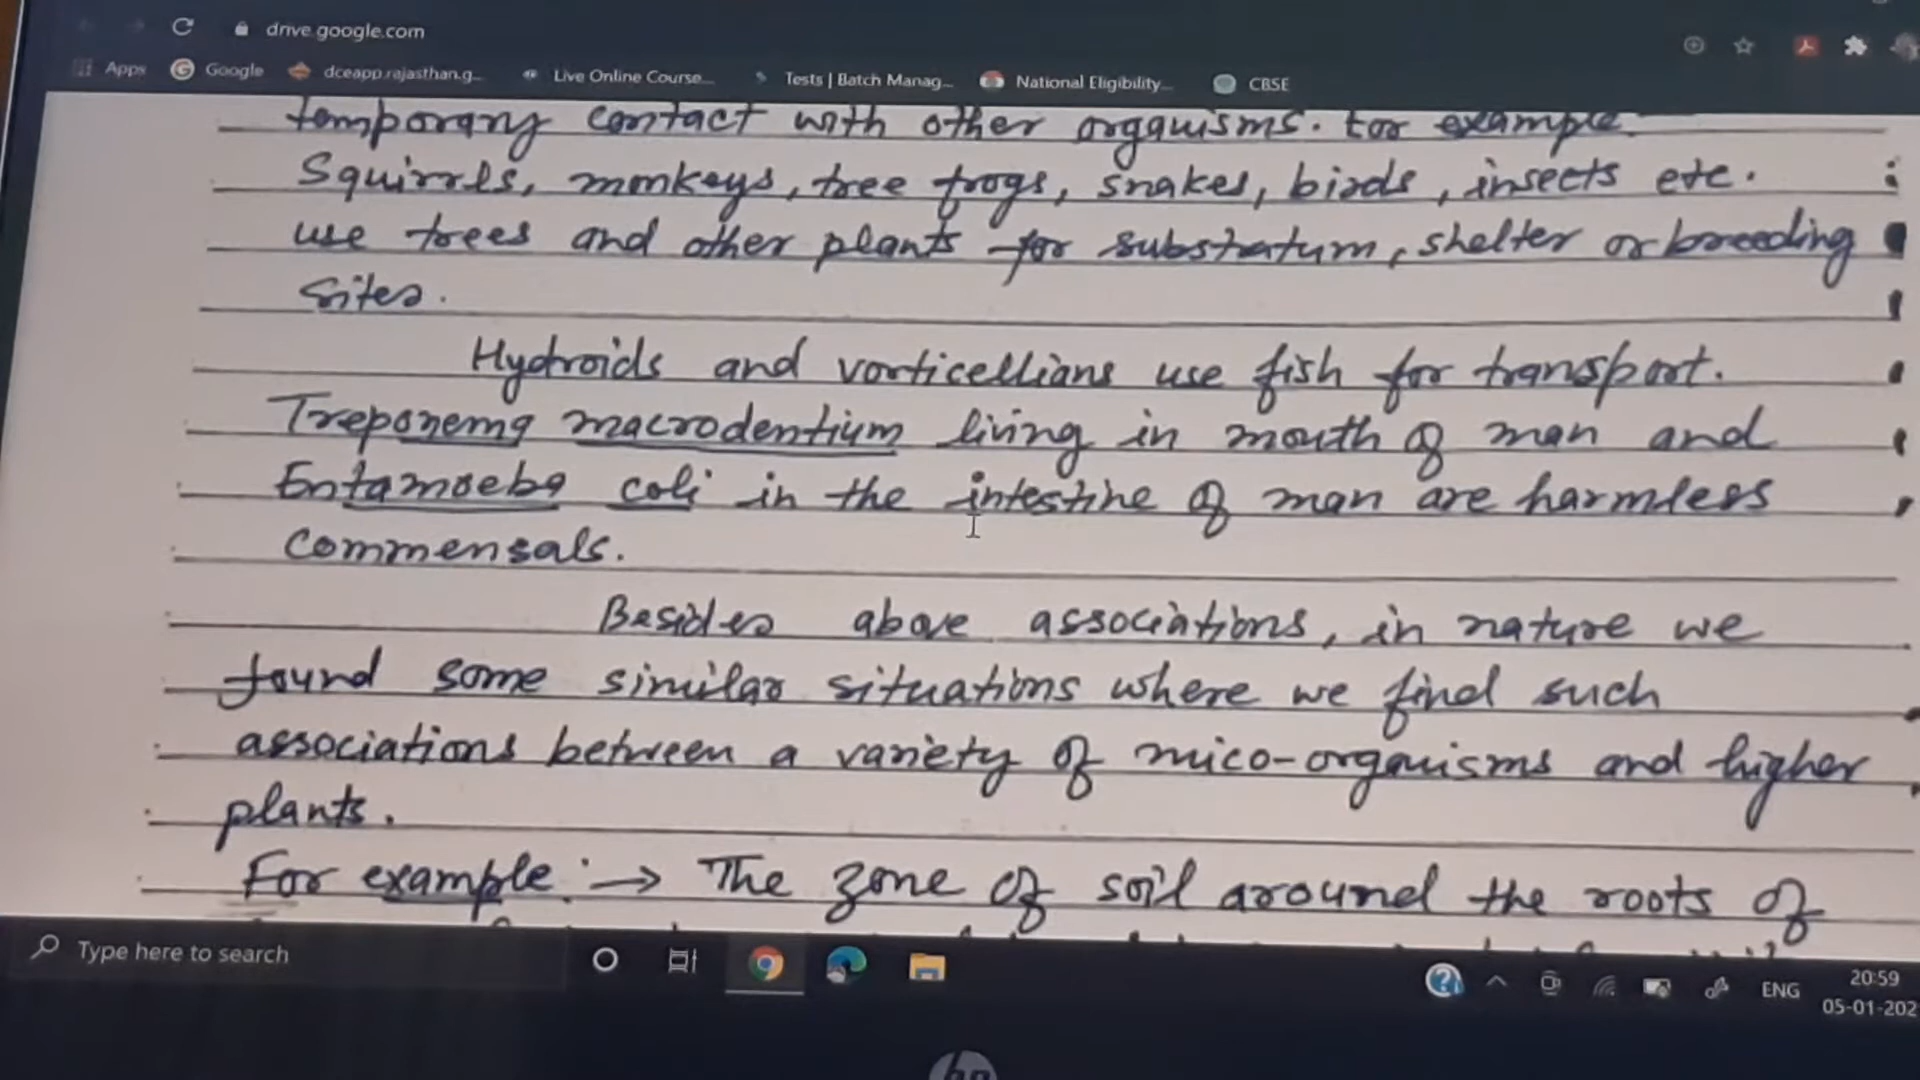 drive.google.com
Apps Google dceapp.rajasthan.g... Live Online Course... Tests | Batch Manag... National Eligibility... CBSE
temporary contact with other organisms. For example
Squirrls, monkeys, tree frogs, snakes, birds, insects etc.
use trees and other plants for substratum, shelter or breeding
sites.
Hydroids and vorticellians use fish for transport.
Treponema macrodentium living in mouth of man and
Entamoeba coli in the intestine of man are harmless
Commensals.
Besides above associations, in nature we
found some similar situations where we find such
associations between a variety of mico-organisms and higher
plants.
For example :→ The zone of soil around the roots of
Type here to search
ENG
20:59
05-01-202
hp